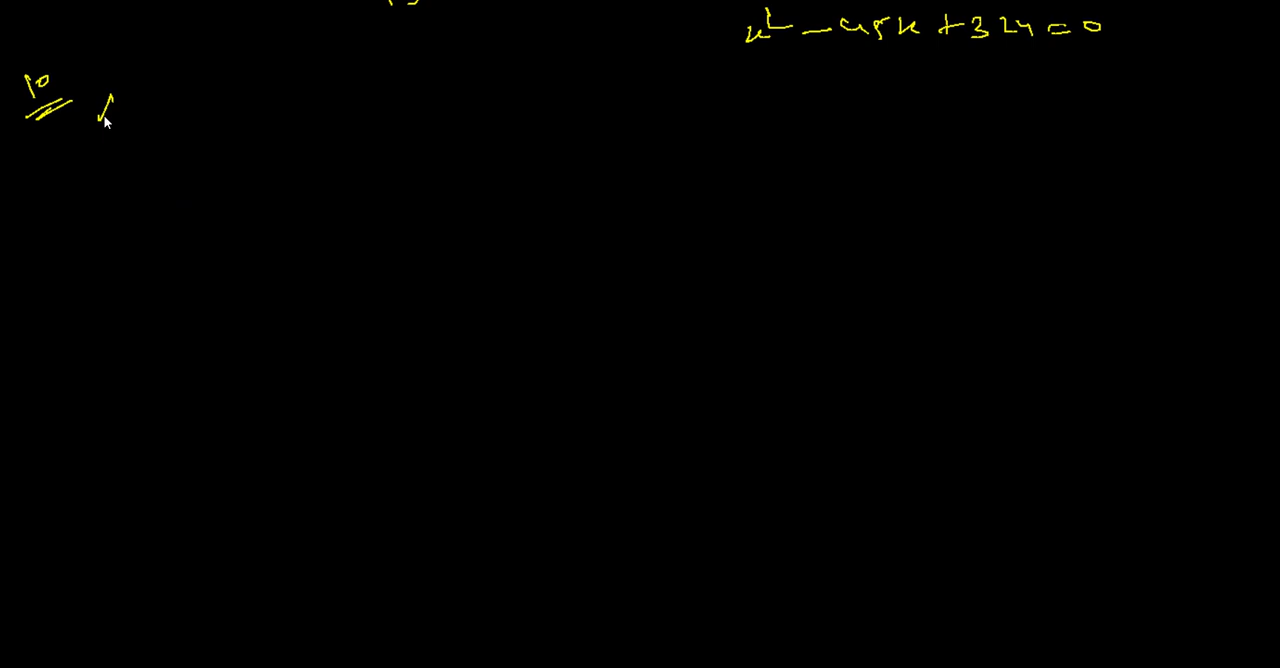 x² - 45x + 324 = 0
10